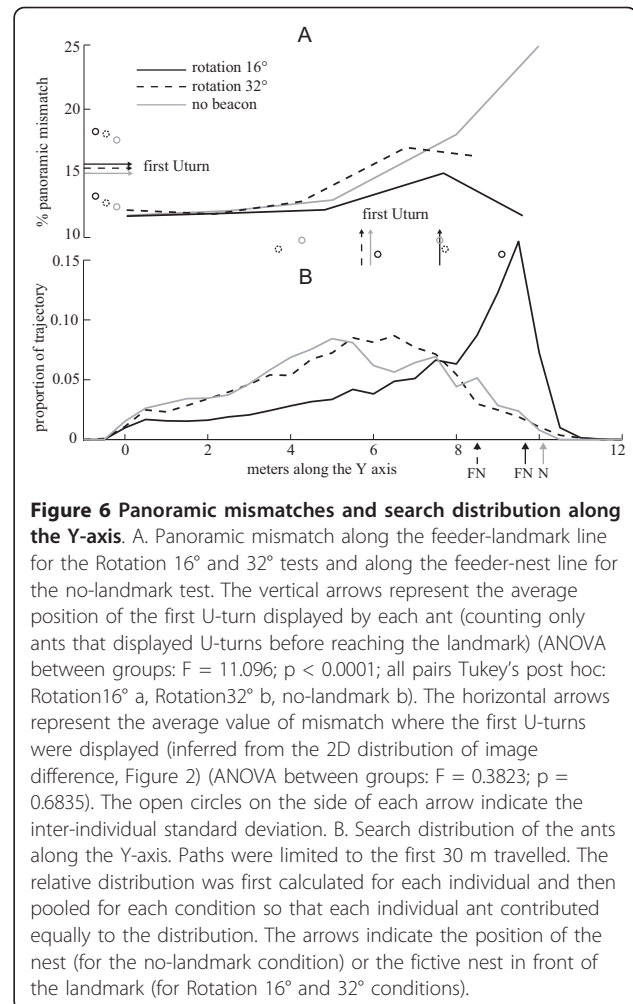 A
25
rotation 16°
rotation 32°
no beacon
20
% panoramic mismatch
first Uturn
15
first Uturn
10
B
0.15
proportion of trajectory
0.10
0.05
0
0 2 4 6 8 10 12
meters along the Y axis
FN FN N
Figure 6 Panoramic mismatches and search distribution along
the Y-axis. A. Panoramic mismatch along the feeder-landmark line
for the Rotation 16° and 32° tests and along the feeder-nest line for
the no-landmark test. The vertical arrows represent the average
position of the first U-turn displayed by each ant (counting only
ants that displayed U-turns before reaching the landmark) (ANOVA
between groups: F = 11.096; p < 0.0001; all pairs Tukey's post hoc:
Rotation16° a, Rotation32° b, no-landmark b). The horizontal arrows
represent the average value of mismatch where the first U-turns
were displayed (inferred from the 2D distribution of image
difference, Figure 2) (ANOVA between groups: F = 0.3823; p =
0.6835). The open circles on the side of each arrow indicate the
inter-individual standard deviation. B. Search distribution of the ants
along the Y-axis. Paths were limited to the first 30 m travelled. The
relative distribution was first calculated for each individual and then
pooled for each condition so that each individual ant contributed
equally to the distribution. The arrows indicate the position of the
nest (for the no-landmark condition) or the fictive nest in front of
the landmark (for Rotation 16° and 32° conditions).